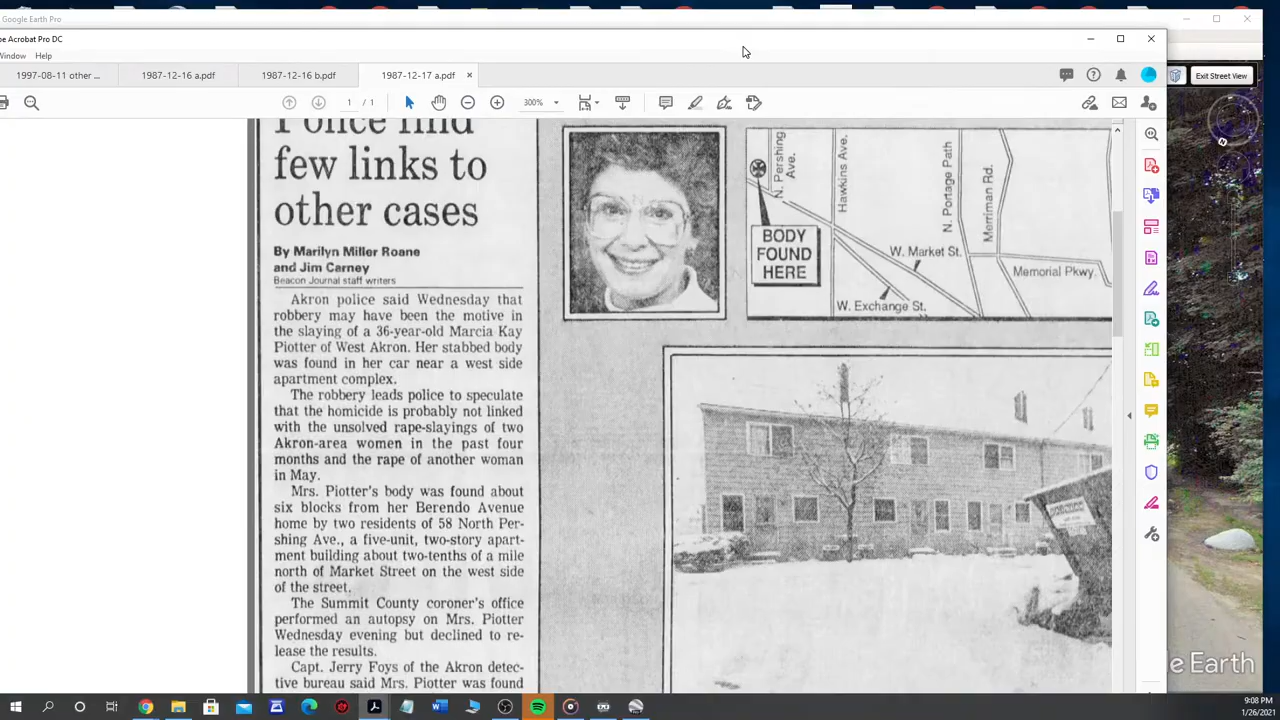 Google Earth Pro
be Acrobat Pro DC
Window Help
1997-08-11 other ...
1987-12-16 a.pdf
1987-12-16 b.pdf
1987-12-17 a.pdf
Exit Street View
1 / 1
300%
Police find
few links to
other cases
By Marilyn Miller Roane
and Jim Carney
Beacon Journal staff writers
Akron police said Wednesday that
robbery may have been the motive in
the slaying of a 36-year-old Marcia Kay
Piotter of West Akron. Her stabbed body
was found in her car near a west side
apartment complex.
The robbery leads police to speculate
that the homicide is probably not linked
with the unsolved rape-slayings of two
Akron-area women in the past four
months and the rape of another woman
in May.
Mrs. Piotter's body was found about
six blocks from her Berendo Avenue
home by two residents of 58 North Per-
shing Ave., a five-unit, two-story apart-
ment building about two-tenths of a mile
north of Market Street on the west side
of the street.
The Summit County coroner's office
performed an autopsy on Mrs. Piotter
Wednesday evening but declined to re-
lease the results.
Capt. Jerry Foys of the Akron detec-
tive bureau said Mrs. Piotter was found
N. Pershing
Ave.
Hawkins Ave.
N. Portage Path
Merriman Rd.
BODY
FOUND
HERE
W. Market St.
Memorial Pkwy.
W. Exchange St.
e Earth
9:08 PM
1/26/2021